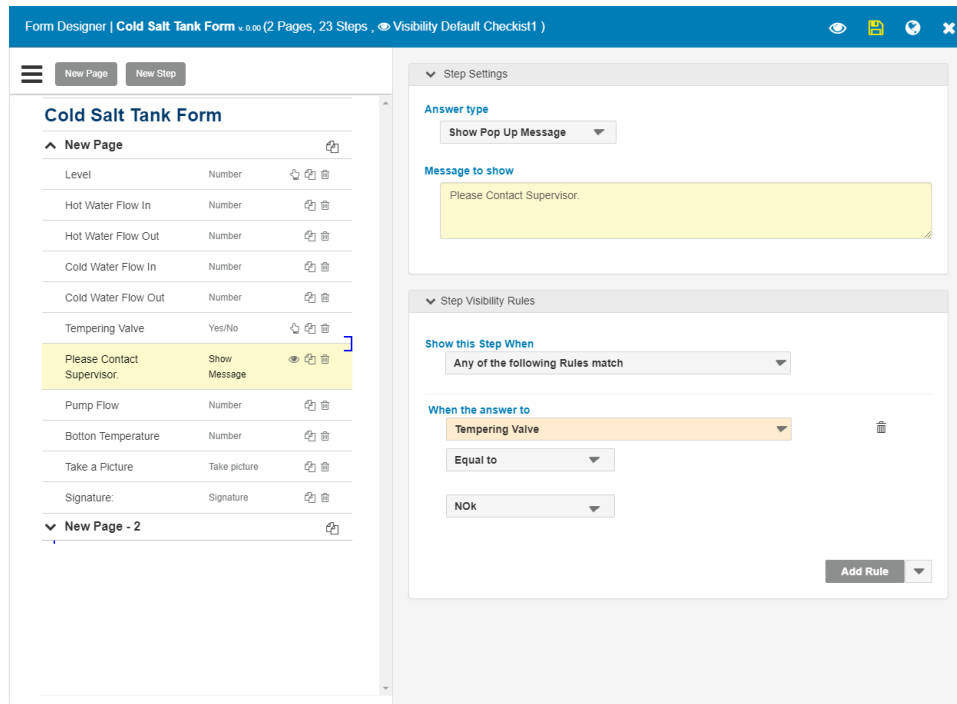 Form Designer | Cold Salt Tank Form v. 0.00 (2 Pages, 23 Steps , Visibility Default Checkist1 )
New Page
New Step
Cold Salt Tank Form
New Page
Level Number
Hot Water Flow In Number
Hot Water Flow Out Number
Cold Water Flow In Number
Cold Water Flow Out Number
Tempering Valve Yes/No
Please Contact Show
Supervisor. Message
Pump Flow Number
Botton Temperature Number
Take a Picture Take picture
Signature: Signature
New Page - 2
Step Settings
Answer type
Show Pop Up Message
Message to show
Please Contact Supervisor.
Step Visibility Rules
Show this Step When
Any of the following Rules match
When the answer to
Tempering Valve
Equal to
NOk
Add Rule